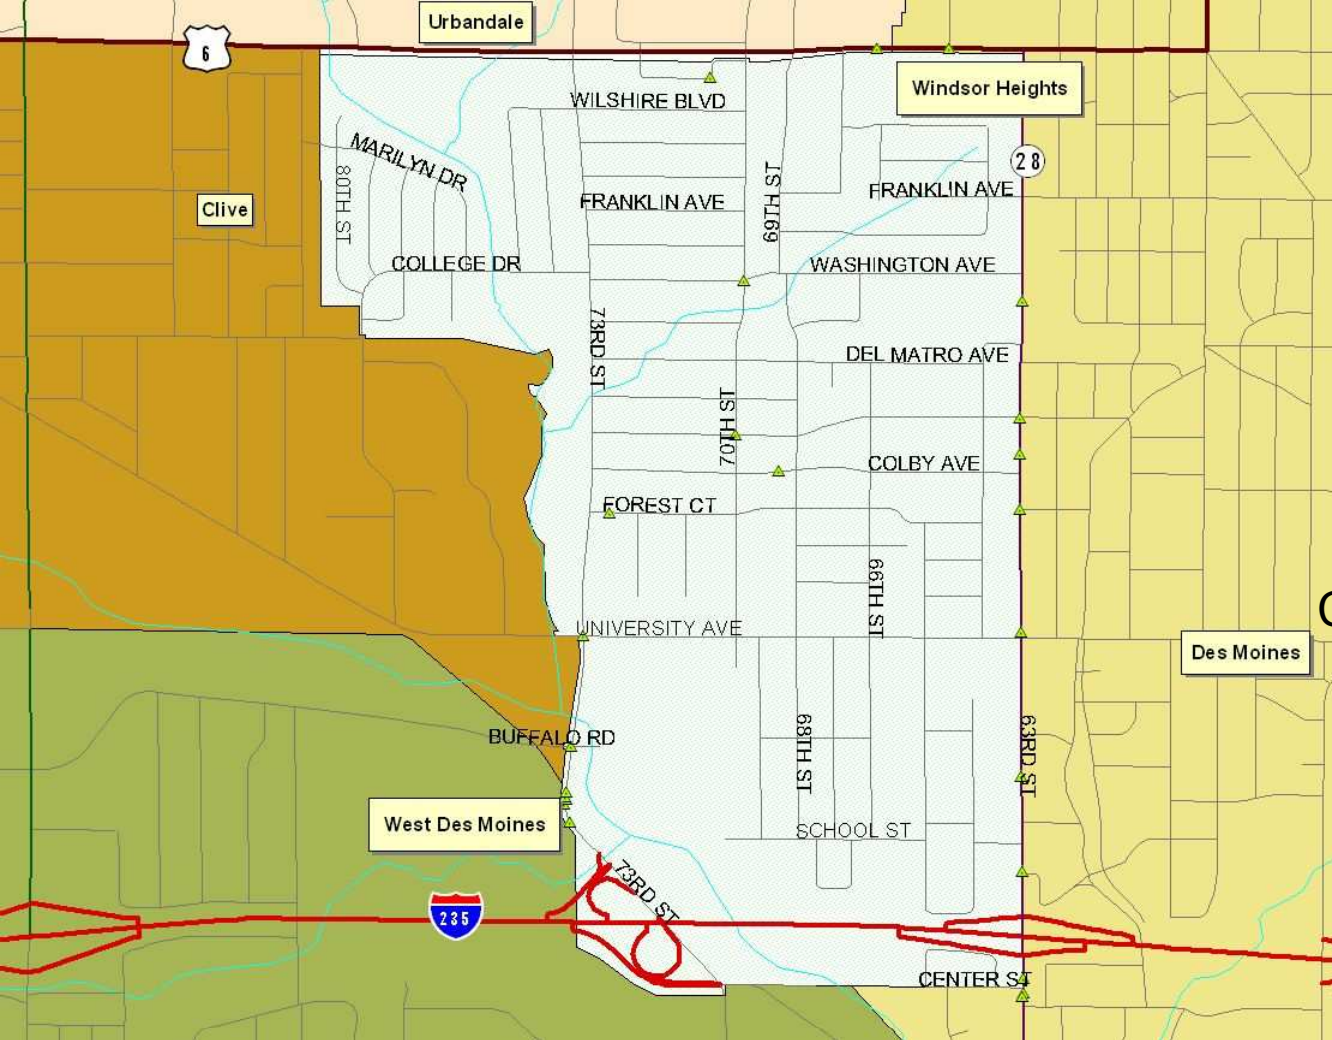 Urbandale
6
Windsor Heights
WILSHIRE BLVD
28
MARILYN DR
80TH ST
69TH ST
FRANKLIN AVE
FRANKLIN AVE
Clive
COLLEGE DR
WASHINGTON AVE
73RD ST
DEL MATRO AVE
70TH ST
COLBY AVE
FOREST CT
66TH ST
UNIVERSITY AVE
Des Moines
BUFFALO RD
68TH ST
63RD ST
West Des Moines
SCHOOL ST
73RD ST
235
CENTER ST